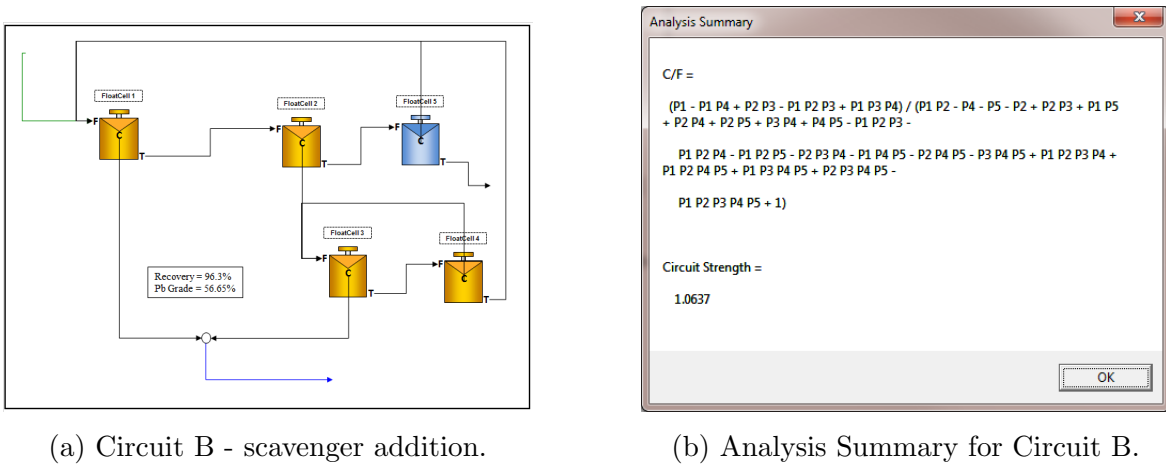 FloatCell 1
FloatCell 2
FloatCell 5
F
C
T
F
C
T
F
C
T
FloatCell 3
FloatCell 4
F
C
T
F
C
T
Recovery = 96.3%
Pb Grade = 56.65%
(a) Circuit B - scavenger addition.
Analysis Summary
C/F =
(P1 - P1 P4 + P2 P3 - P1 P2 P3 + P1 P3 P4) / (P1 P2 - P4 - P5 - P2 + P2 P3 + P1 P5
+ P2 P4 + P2 P5 + P3 P4 + P4 P5 - P1 P2 P3 -
P1 P2 P4 - P1 P2 P5 - P2 P3 P4 - P1 P4 P5 - P2 P4 P5 - P3 P4 P5 + P1 P2 P3 P4 +
P1 P2 P4 P5 + P1 P3 P4 P5 + P2 P3 P4 P5 -
P1 P2 P3 P4 P5 + 1)
Circuit Strength =
1.0637
OK
(b) Analysis Summary for Circuit B.